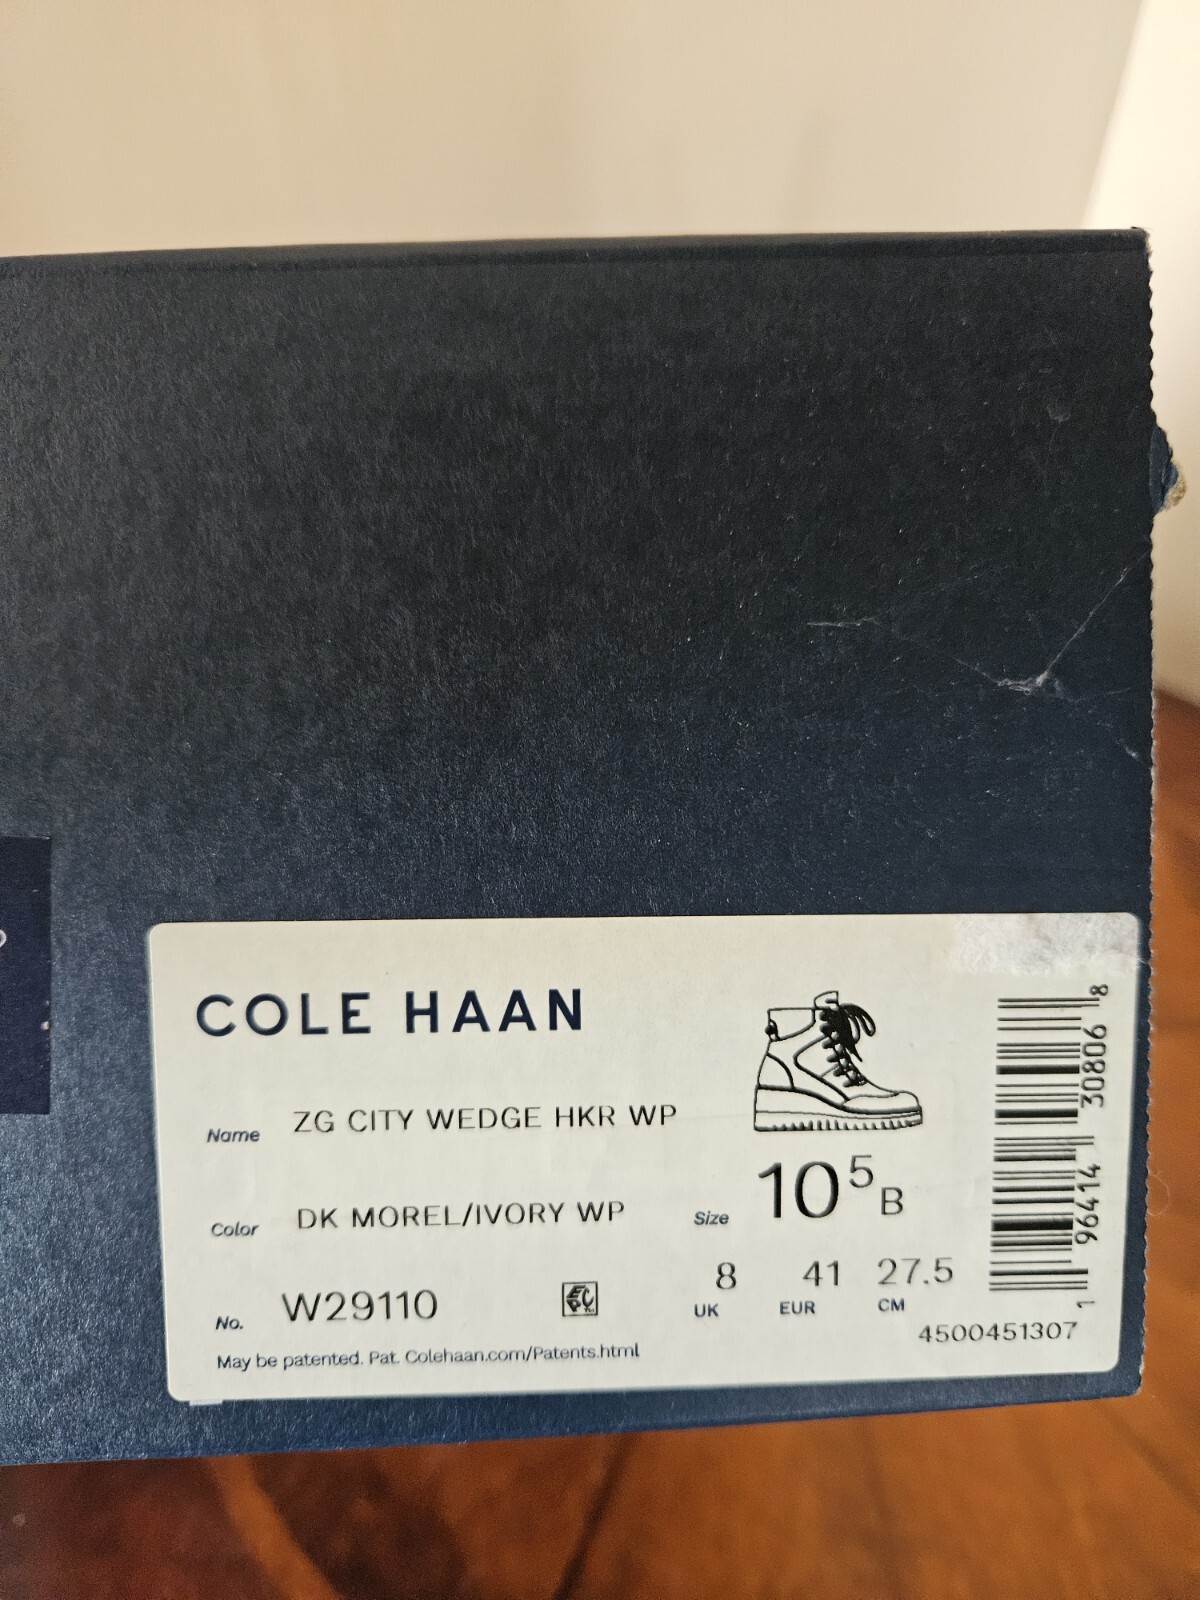 COLE HAAN
Name ZG CITY WEDGE HKR WP
Color DK MOREL/IVORY WP
Size 10⁵ B
No. W29110
8 41 27.5
UK EUR CM
May be patented. Pat. Colehaan.com/Patents.html
4500451307
1 96414 30806 8